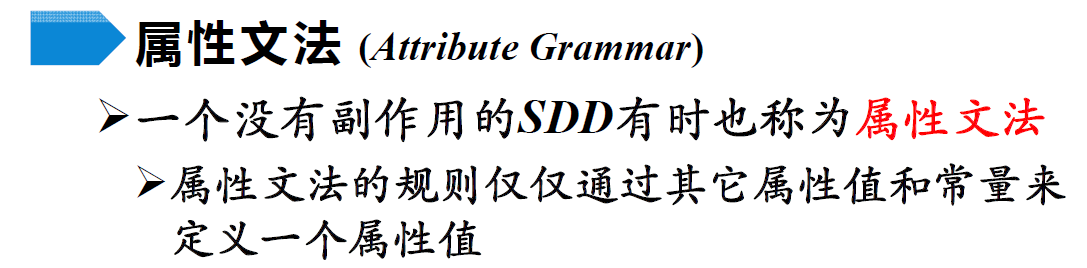 属性文法 (Attribute Grammar)
➢一个没有副作用的SDD有时也称为属性文法
➢属性文法的规则仅仅通过其它属性值和常量来
定义一个属性值